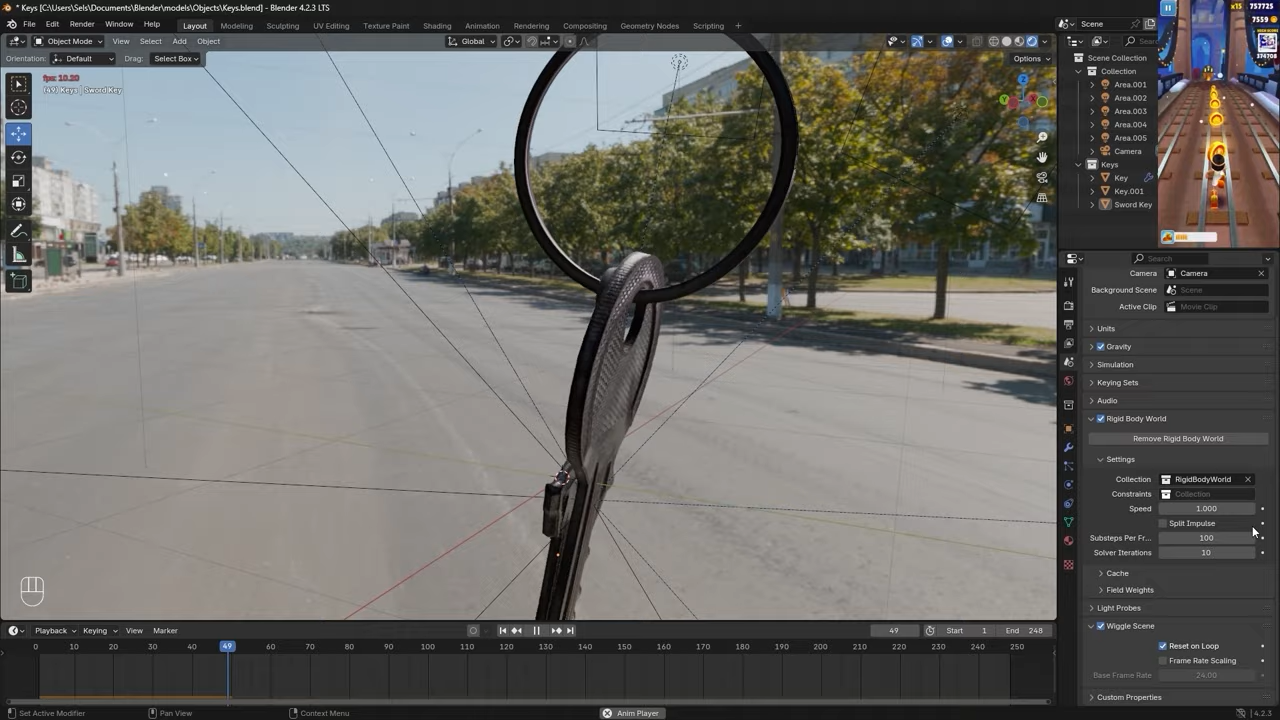 * Keys [C:\Users\Sels\Documents\Blender\models\Objects\Keys.blend] - Blender 4.2.3 LTS
File Edit Render Window Help Layout Modeling Sculpting UV Editing Texture Paint Shading Animation Rendering Compositing Geometry Nodes Scripting + Scene
Object Mode View Select Add Object Global
Orientation: Default Drag: Select Box Options
fps: 10.20
(49) Keys | Sword Key
X
Y
Z
Scene Collection
Collection
Area.001
Area.002
Area.003
Area.004
Area.005
Camera
Keys
Key
Key.001
Sword Key
x15 757725
7559
374708
Search
Camera Camera
Background Scene Scene
Active Clip Movie Clip
Units
Gravity
Simulation
Keying Sets
Audio
Rigid Body World
Remove Rigid Body World
Settings
Collection RigidBodyWorld
Constraints Collection
Speed 1.000
Split Impulse
Substeps Per Fr... 100
Solver Iterations 10
Cache
Field Weights
Light Probes
Wiggle Scene
Reset on Loop
Frame Rate Scaling
Base Frame Rate 24.00
Custom Properties
Playback Keying View Marker 49 Start 1 End 248
0 10 20 30 40 49 60 70 80 90 100 110 120 130 140 150 160 170 180 190 200 210 220 230 240 250
Set Active Modifier Pan View Context Menu Anim Player 4.2.3